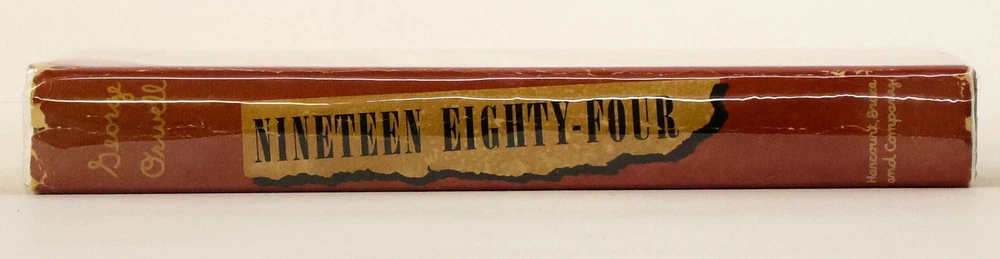 George
Orwell
NINETEEN EIGHTY-FOUR
Harcourt, Brace
and Company